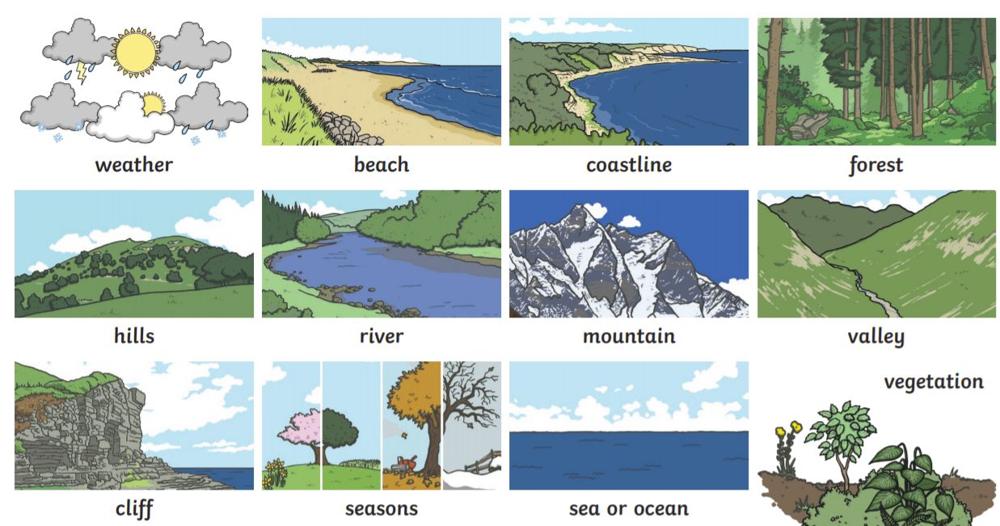 weather
beach
coastline
forest
hills
river
mountain
valley
cliff
seasons
sea or ocean
vegetation